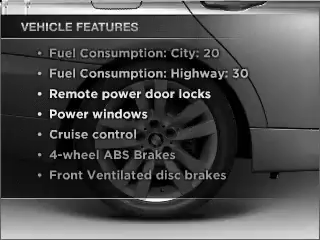 VEHICLE FEATURES
• Fuel Consumption: City: 20
• Fuel Consumption: Highway: 30
• Remote power door locks
• Power windows
• Cruise control
• 4-wheel ABS Brakes
• Front Ventilated disc brakes